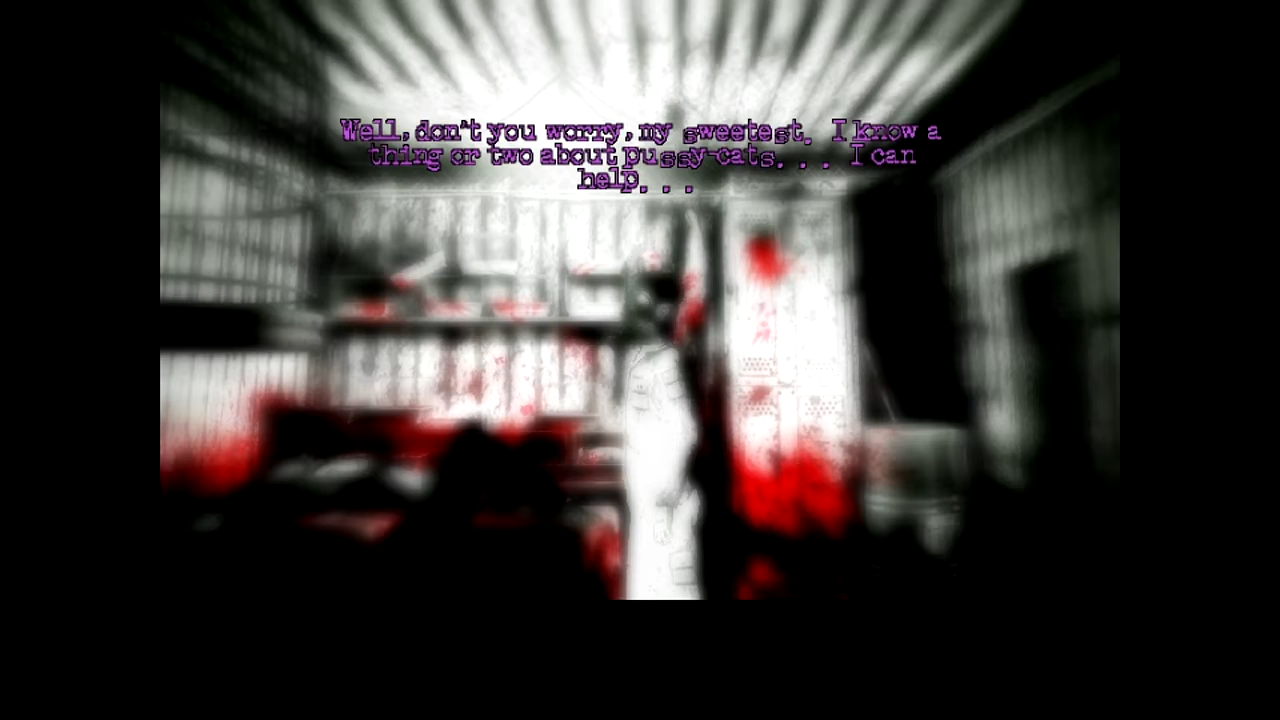 Well, don't you worry, my sweetest. I know a
thing or two about pussy-cats. . . I can
help. . .